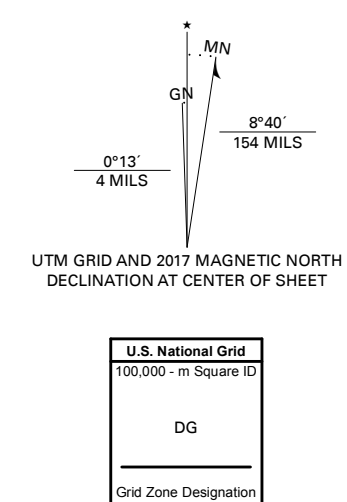 ★
MN
GN
8°40´
154 MILS
0°13´
4 MILS
UTM GRID AND 2017 MAGNETIC NORTH
DECLINATION AT CENTER OF SHEET
U.S. National Grid
100,000 - m Square ID
DG
Grid Zone Designation